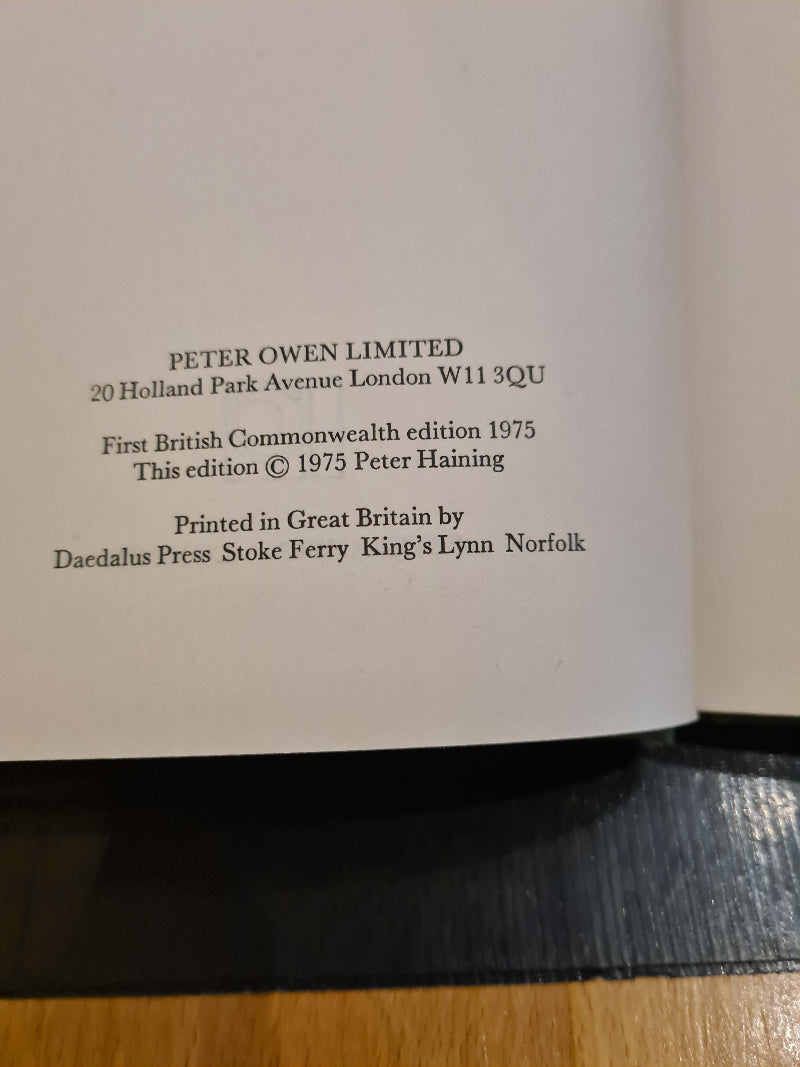 PETER OWEN LIMITED
20 Holland Park Avenue London W11 3QU
First British Commonwealth edition 1975
This edition © 1975 Peter Haining
Printed in Great Britain by
Daedalus Press Stoke Ferry King's Lynn Norfolk